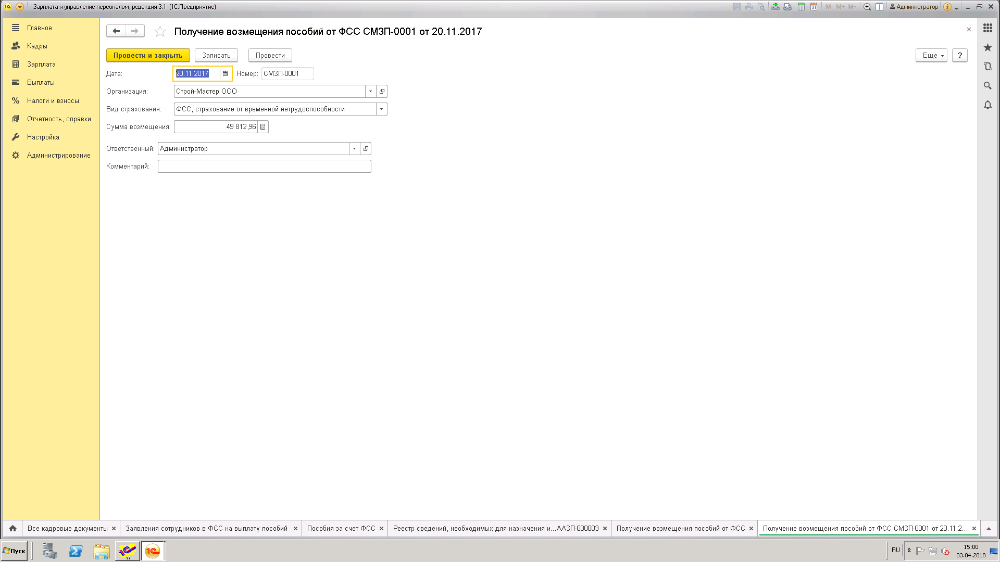 Зарплата и управление персоналом, редакция 3.1 (1С:Предприятие)
M M+ M- Администратор
Главное
Кадры
Зарплата
Выплаты
Налоги и взносы
Отчетность, справки
Настройка
Администрирование
Получение возмещения пособий от ФСС СМЗП-0001 от 20.11.2017
Провести и закрыть Записать Провести Еще ?
Дата: 20.11.2017 Номер: СМЗП-0001
Организация: Строй-Мастер ООО
Вид страхования: ФСС, страхование от временной нетрудоспособности
Сумма возмещения: 49 812,96
Ответственный: Администратор
Комментарий:
Все кадровые документы Заявления сотрудников в ФСС на выплату пособий Пособия за счет ФСС Реестр сведений, необходимых для назначения и...ААЗП-000003 Получение возмещения пособий от ФСС Получение возмещения пособий от ФСС СМЗП-0001 от 20.11.2...
Пуск RU 15:00
03.04.2018